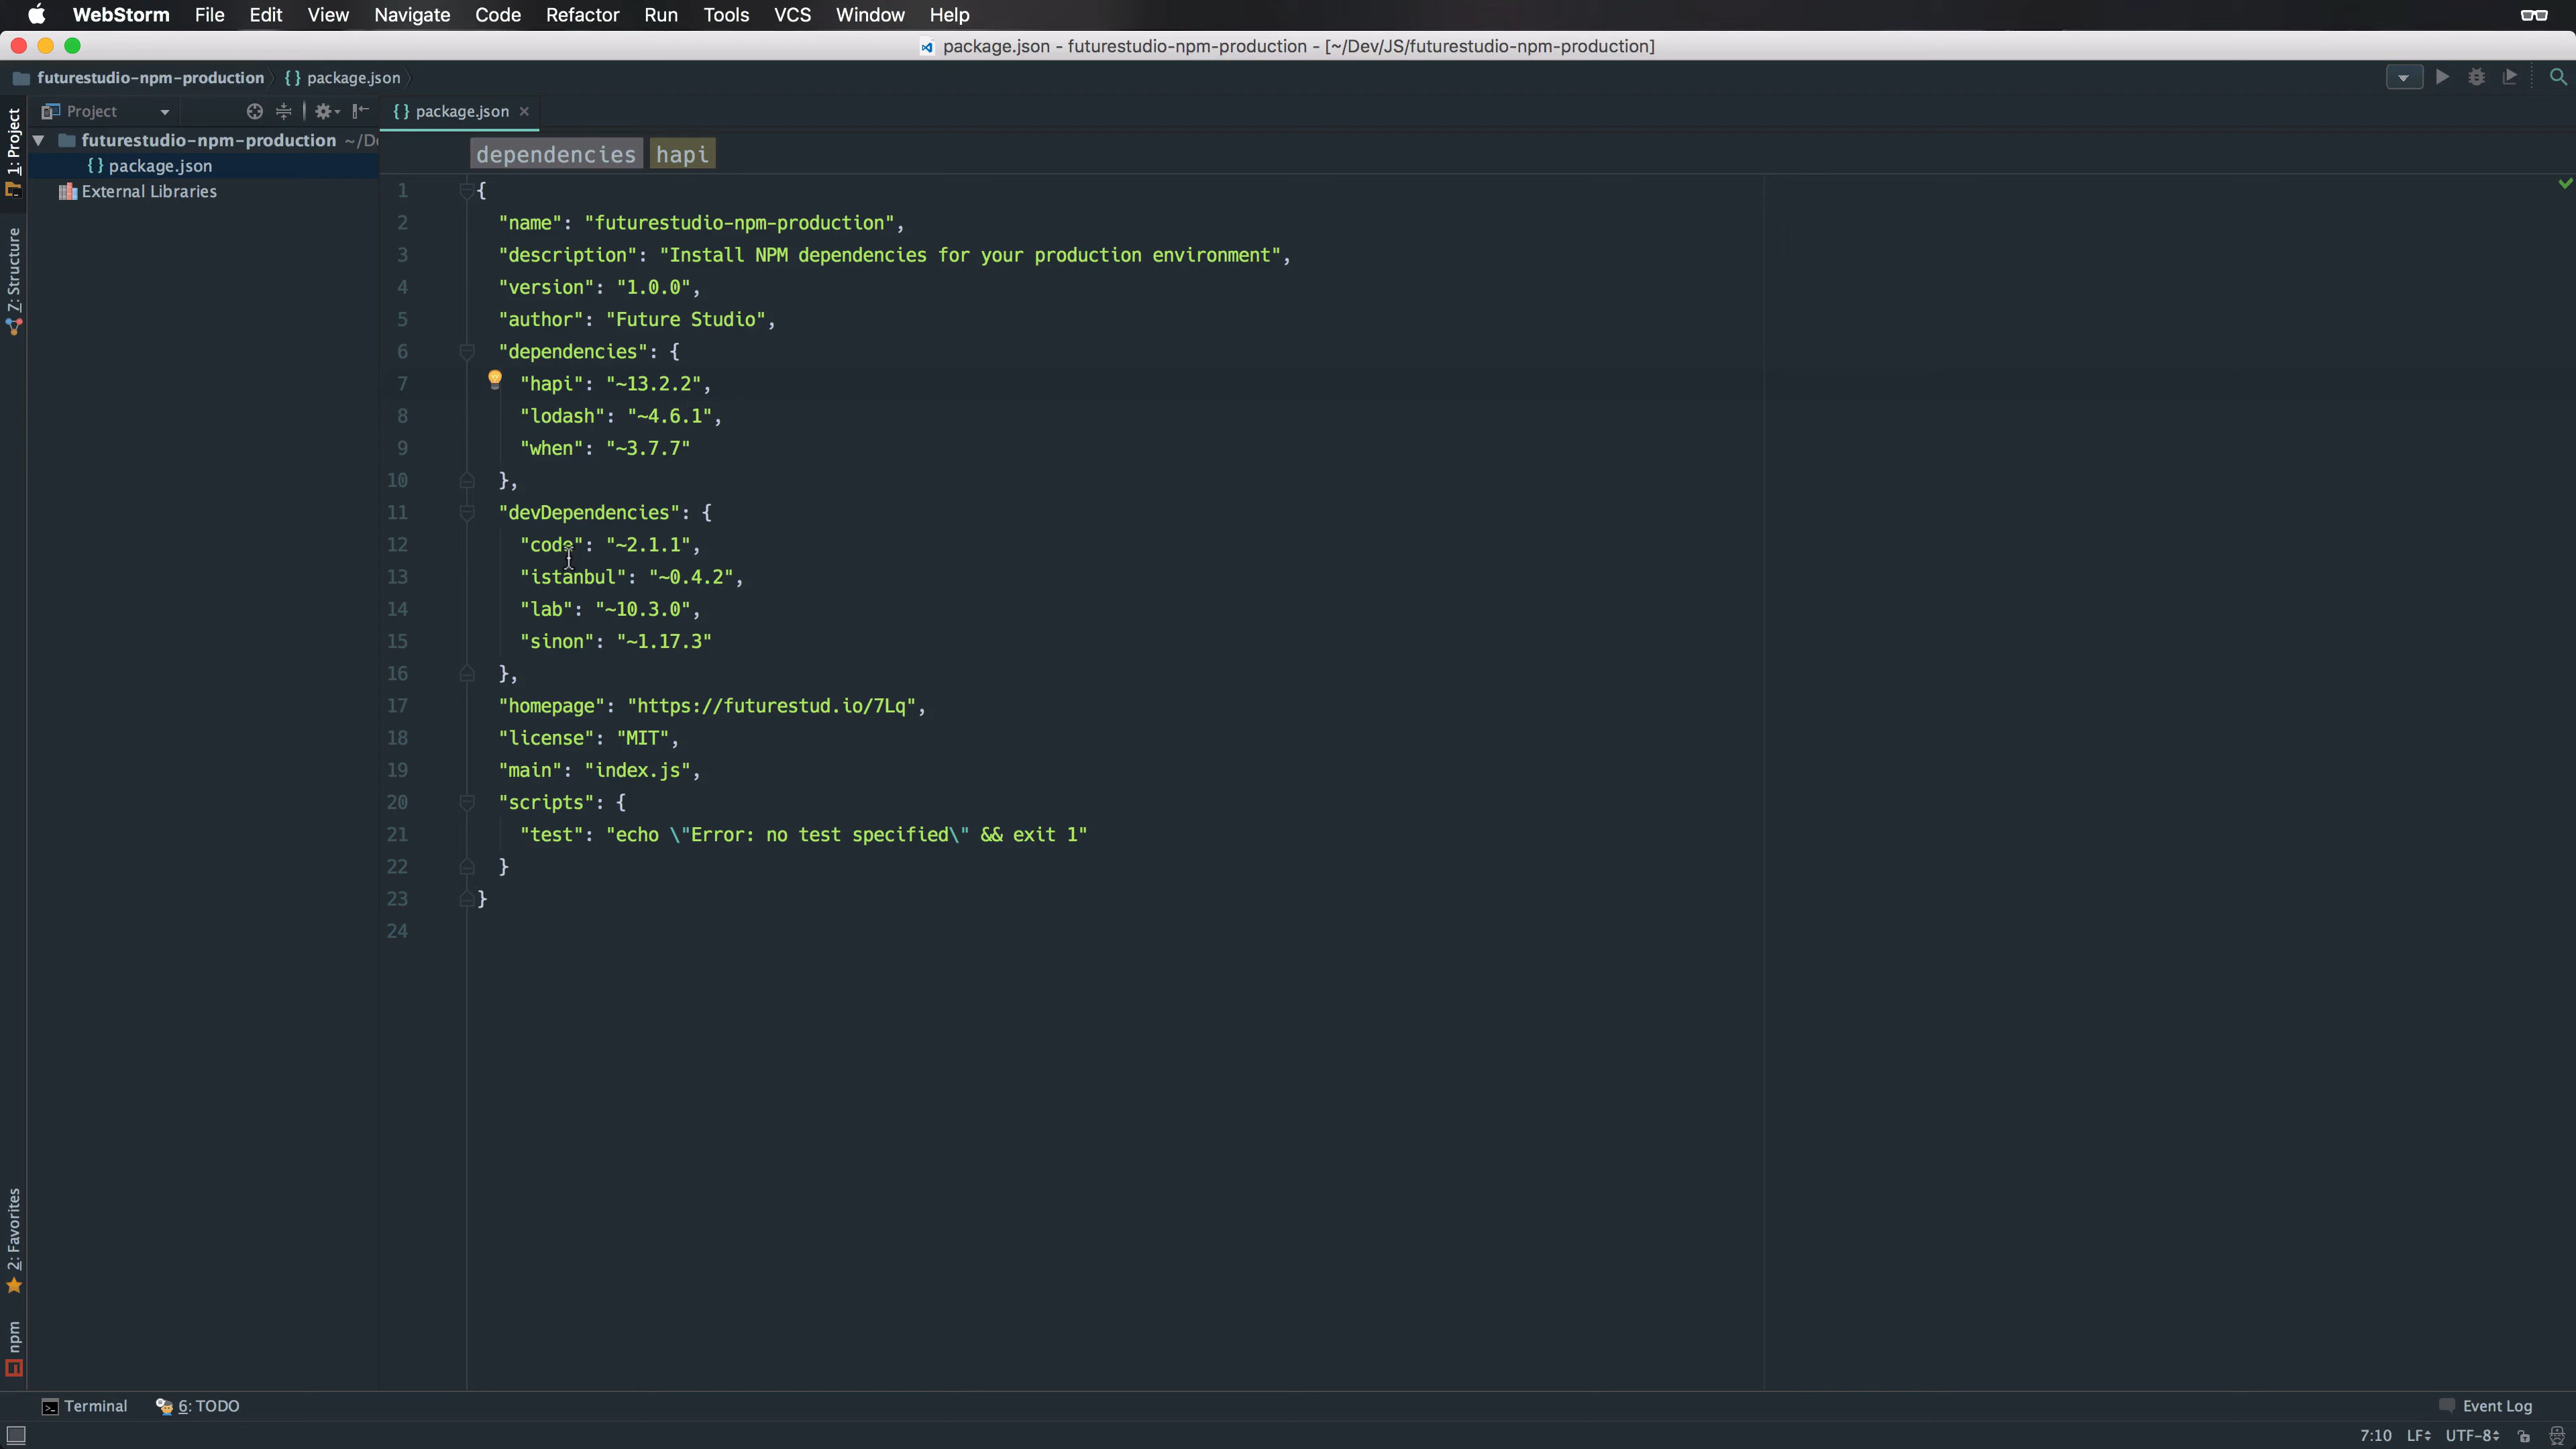 WebStorm File Edit View Navigate Code Refactor Run Tools VCS Window Help
package.json - futurestudio-npm-production - [~/Dev/JS/futurestudio-npm-production]
futurestudio-npm-production {} package.json
1: Project
Project
{} package.json
futurestudio-npm-production ~/D
{} package.json
External Libraries
Z: Structure
dependencies hapi
1 {
2 "name": "futurestudio-npm-production",
3 "description": "Install NPM dependencies for your production environment",
4 "version": "1.0.0",
5 "author": "Future Studio",
6 "dependencies": {
7 "hapi": "~13.2.2",
8 "lodash": "~4.6.1",
9 "when": "~3.7.7"
10 },
11 "devDependencies": {
12 "code": "~2.1.1",
13 "istanbul": "~0.4.2",
14 "lab": "~10.3.0",
15 "sinon": "~1.17.3"
16 },
17 "homepage": "https://futurestud.io/7Lq",
18 "license": "MIT",
19 "main": "index.js",
20 "scripts": {
21 "test": "echo \"Error: no test specified\" && exit 1"
22 }
23 }
24
2: Favorites
npm
Terminal 6: TODO
Event Log
7:10 LF UTF-8